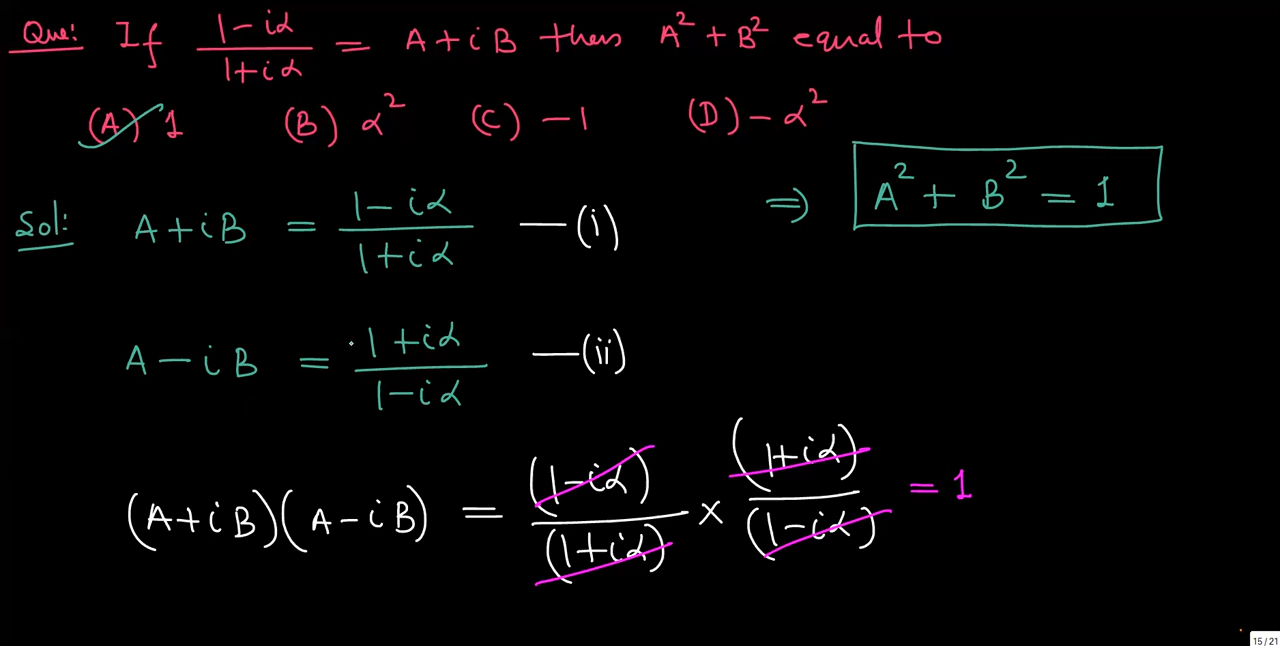 Que: If (1-iα)/(1+iα) = A+iB then A² + B² equal to
(A) 1 (B) α² (C) -1 (D) -α²
Sol: A+iB = (1-iα)/(1+iα) —(i)
⇒ A² + B² = 1
A-iB = (1+iα)/(1-iα) —(ii)
(A+iB)(A-iB) = (1-iα)/(1+iα) × (1+iα)/(1-iα) = 1
15/21